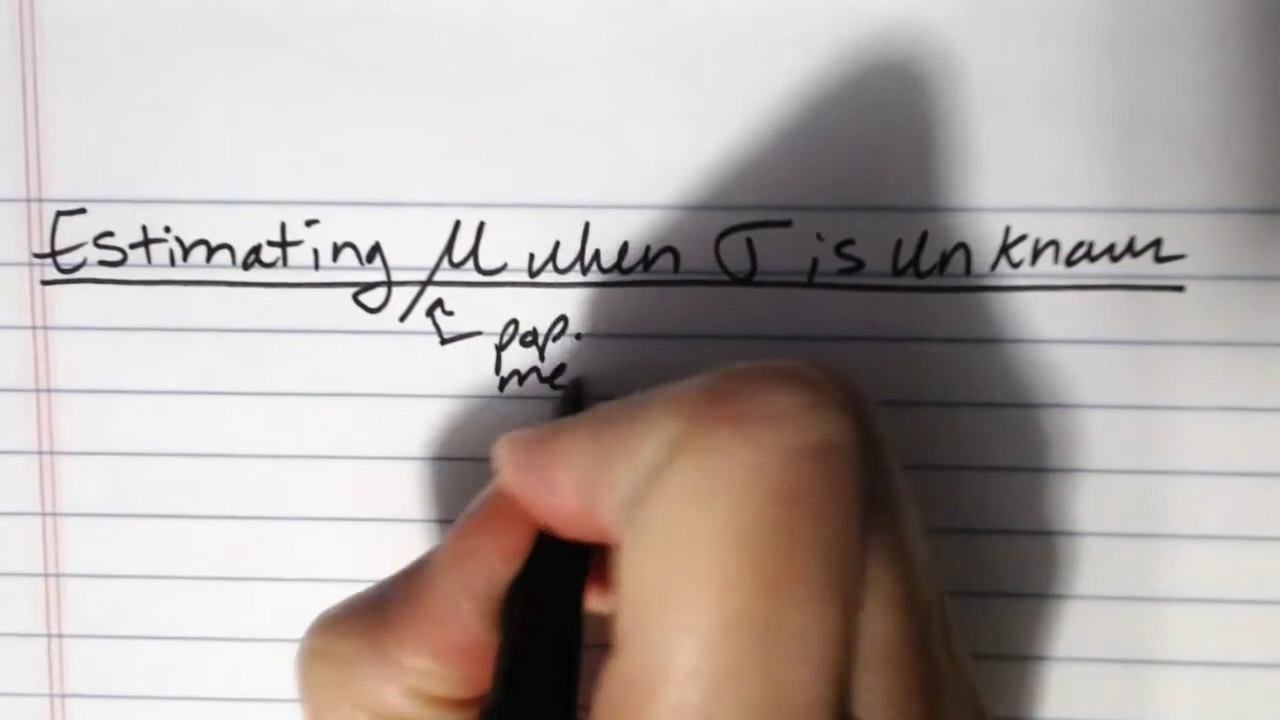 Estimating μ when σ is unknown
pop.
me